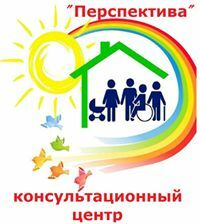 "Перспектива"
консультационный
центр